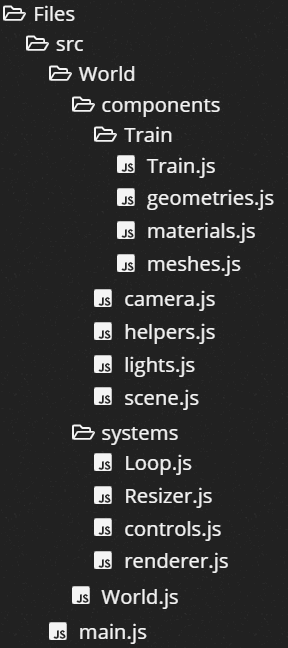 Files
src
World
components
Train
JS Train.js
JS geometries.js
JS materials.js
JS meshes.js
JS camera.js
JS helpers.js
JS lights.js
JS scene.js
systems
JS Loop.js
JS Resizer.js
JS controls.js
JS renderer.js
JS World.js
JS main.js